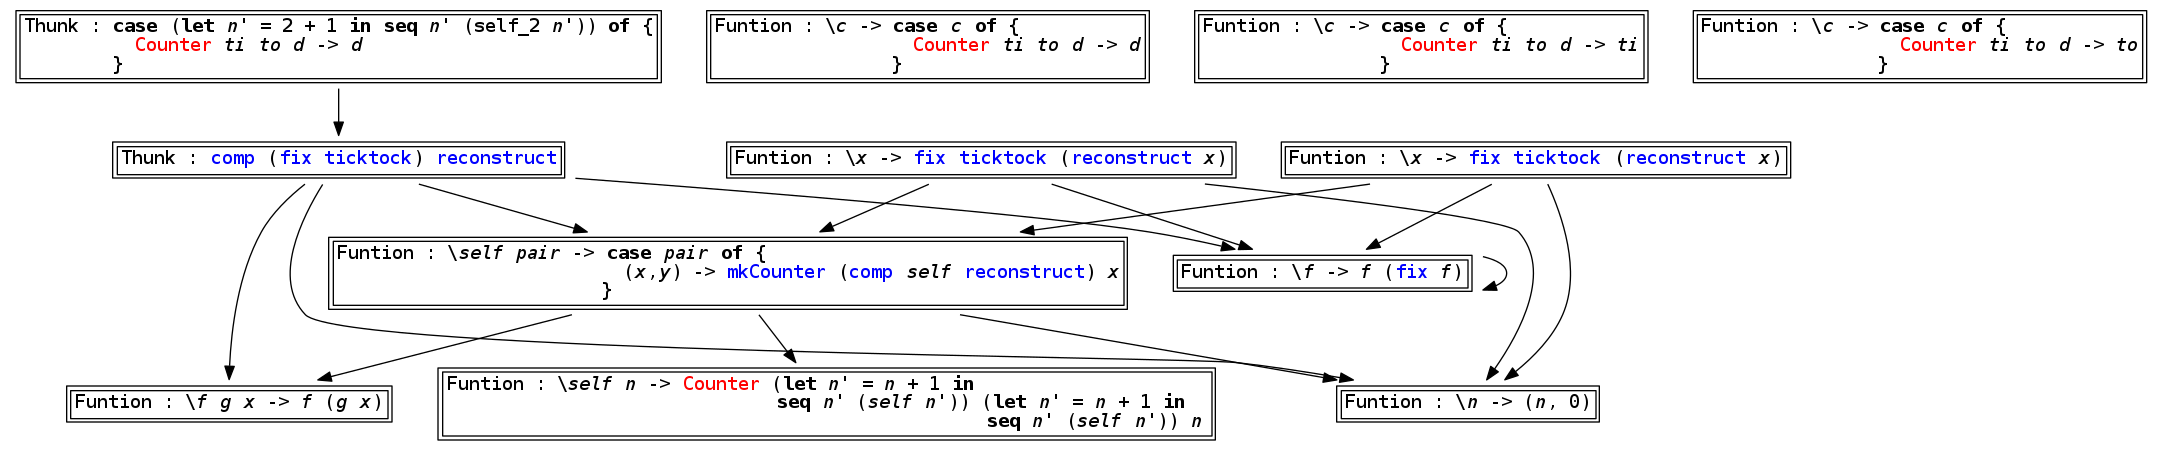 Thunk : case (let n' = 2 + 1 in seq n' (self_2 n')) of {
Counter ti to d -> d
}
Funtion : \c -> case c of {
Counter ti to d -> d
}
Funtion : \c -> case c of {
Counter ti to d -> ti
}
Funtion : \c -> case c of {
Counter ti to d -> to
}
Thunk : comp (fix ticktock) reconstruct
Funtion : \x -> fix ticktock (reconstruct x)
Funtion : \x -> fix ticktock (reconstruct x)
Funtion : \self pair -> case pair of {
(x,y) -> mkCounter (comp self reconstruct) x
}
Funtion : \f -> f (fix f)
Funtion : \f g x -> f (g x)
Funtion : \self n -> Counter (let n' = n + 1 in
seq n' (self n')) (let n' = n + 1 in
seq n' (self n')) n
Funtion : \n -> (n, 0)